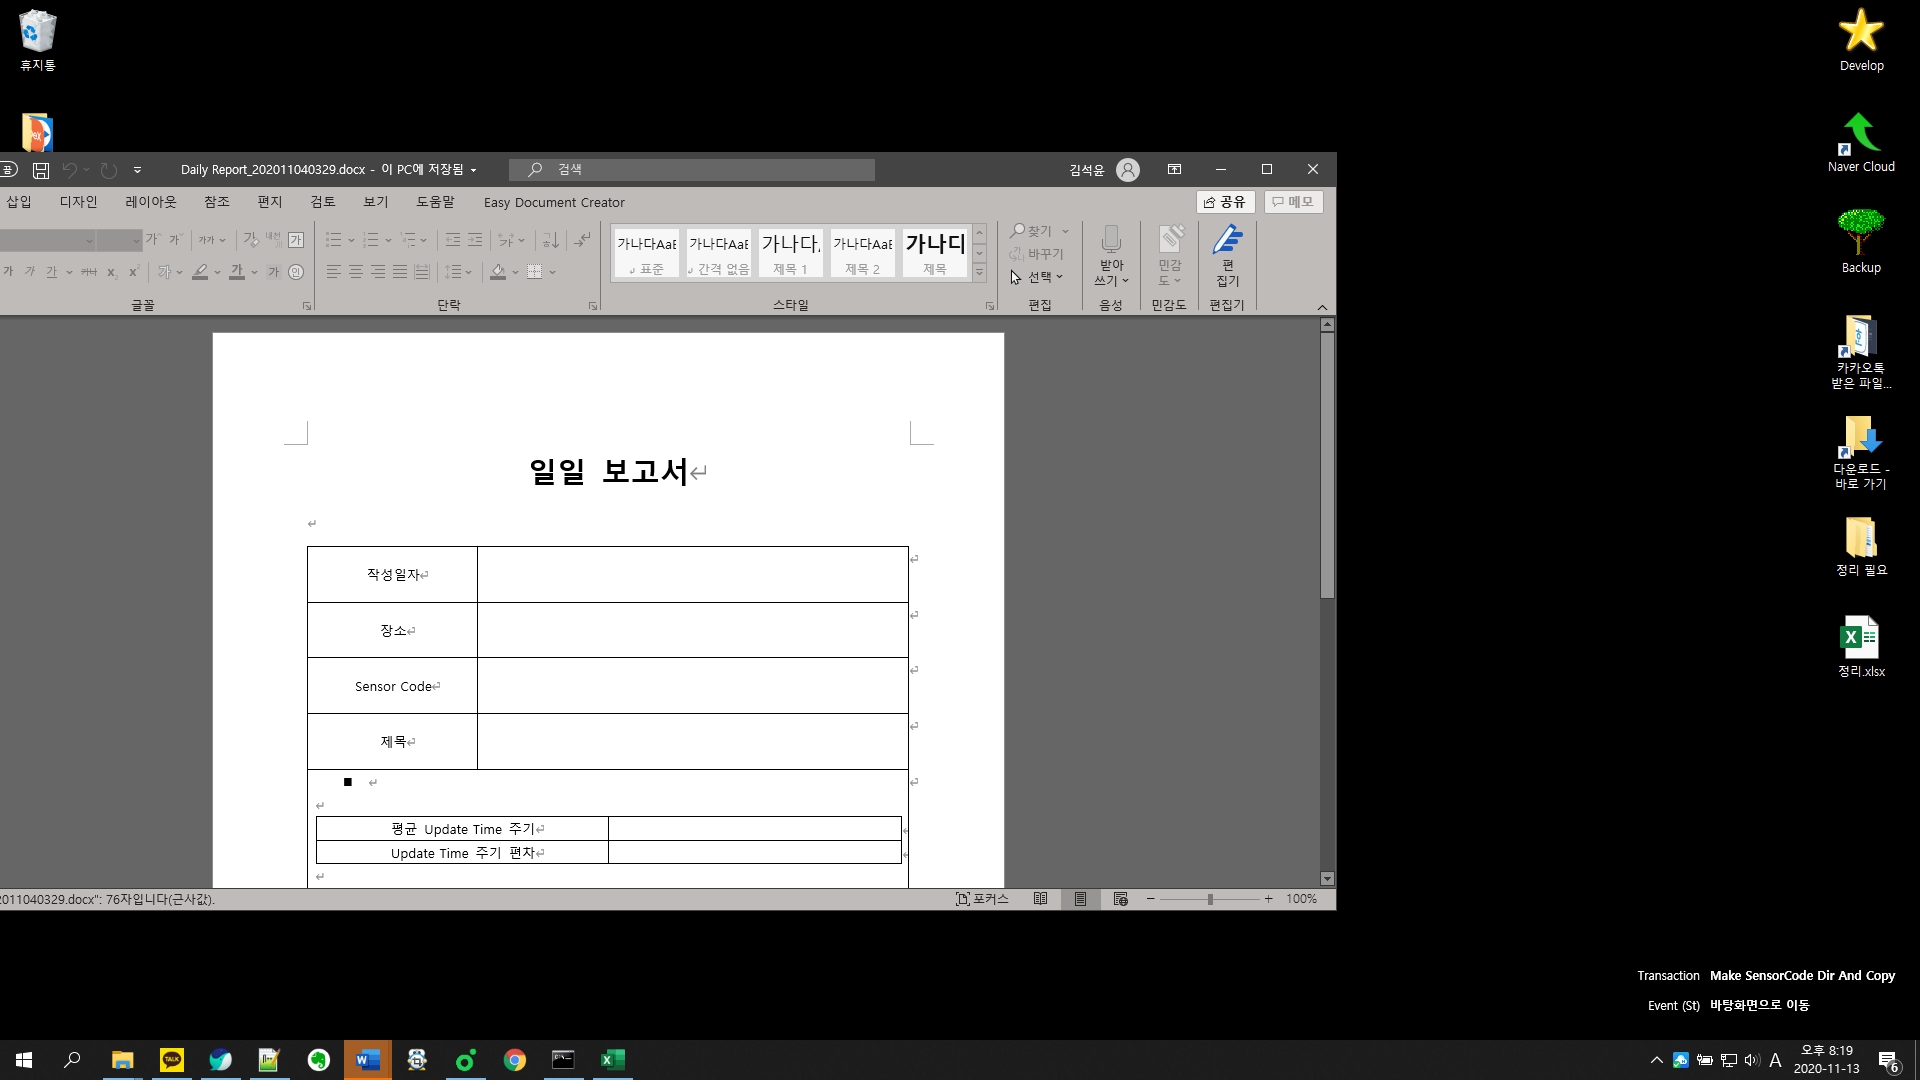 휴지통
Develop
Naver Cloud
Backup
카카오톡
받은 파일...
다운로드 -
바로 가기
정리 필요
정리.xlsx
Daily Report_202011040329.docx - 이 PC에 저장됨
검색
김석윤
삽입 디자인 레이아웃 참조 편지 검토 보기 도움말 Easy Document Creator
공유 메모
가나다AaB 가나다AaB 가나다 가나다AaB 가나다
표준 간격 없음 제목 1 제목 2 제목
찾기
바꾸기
선택
받아
쓰기
민감
도
편
집기
글꼴 단락 스타일 편집 음성 민감도 편집기
일일 보고서
작성일자
장소
Sensor Code
제목
평균 Update Time 주기
Update Time 주기 편차
2011040329.docx": 76자입니다(근사값).
포커스
100%
Transaction Make SensorCode Dir And Copy
Event (St) 바탕화면으로 이동
TALK
A
오후 8:19
2020-11-13
6